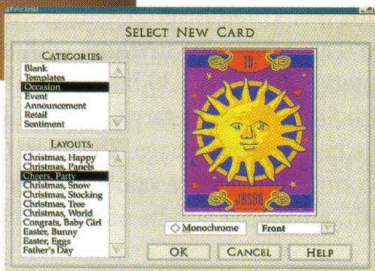 SELECT NEW CARD
CATEGORIES:
Blank
Templates
Occasion
Event
Announcement
Retail
Sentiment
LAYOUTS:
Christmas, Happy
Christmas, Panels
Cheers, Party
Christmas, Snow
Christmas, Stocking
Christmas, Tree
Christmas, World
Congrats, Baby Girl
Easter, Bunny
Easter, Eggs
Father's Day
TO:
JASON
Monochrome
Front
OK
CANCEL
HELP